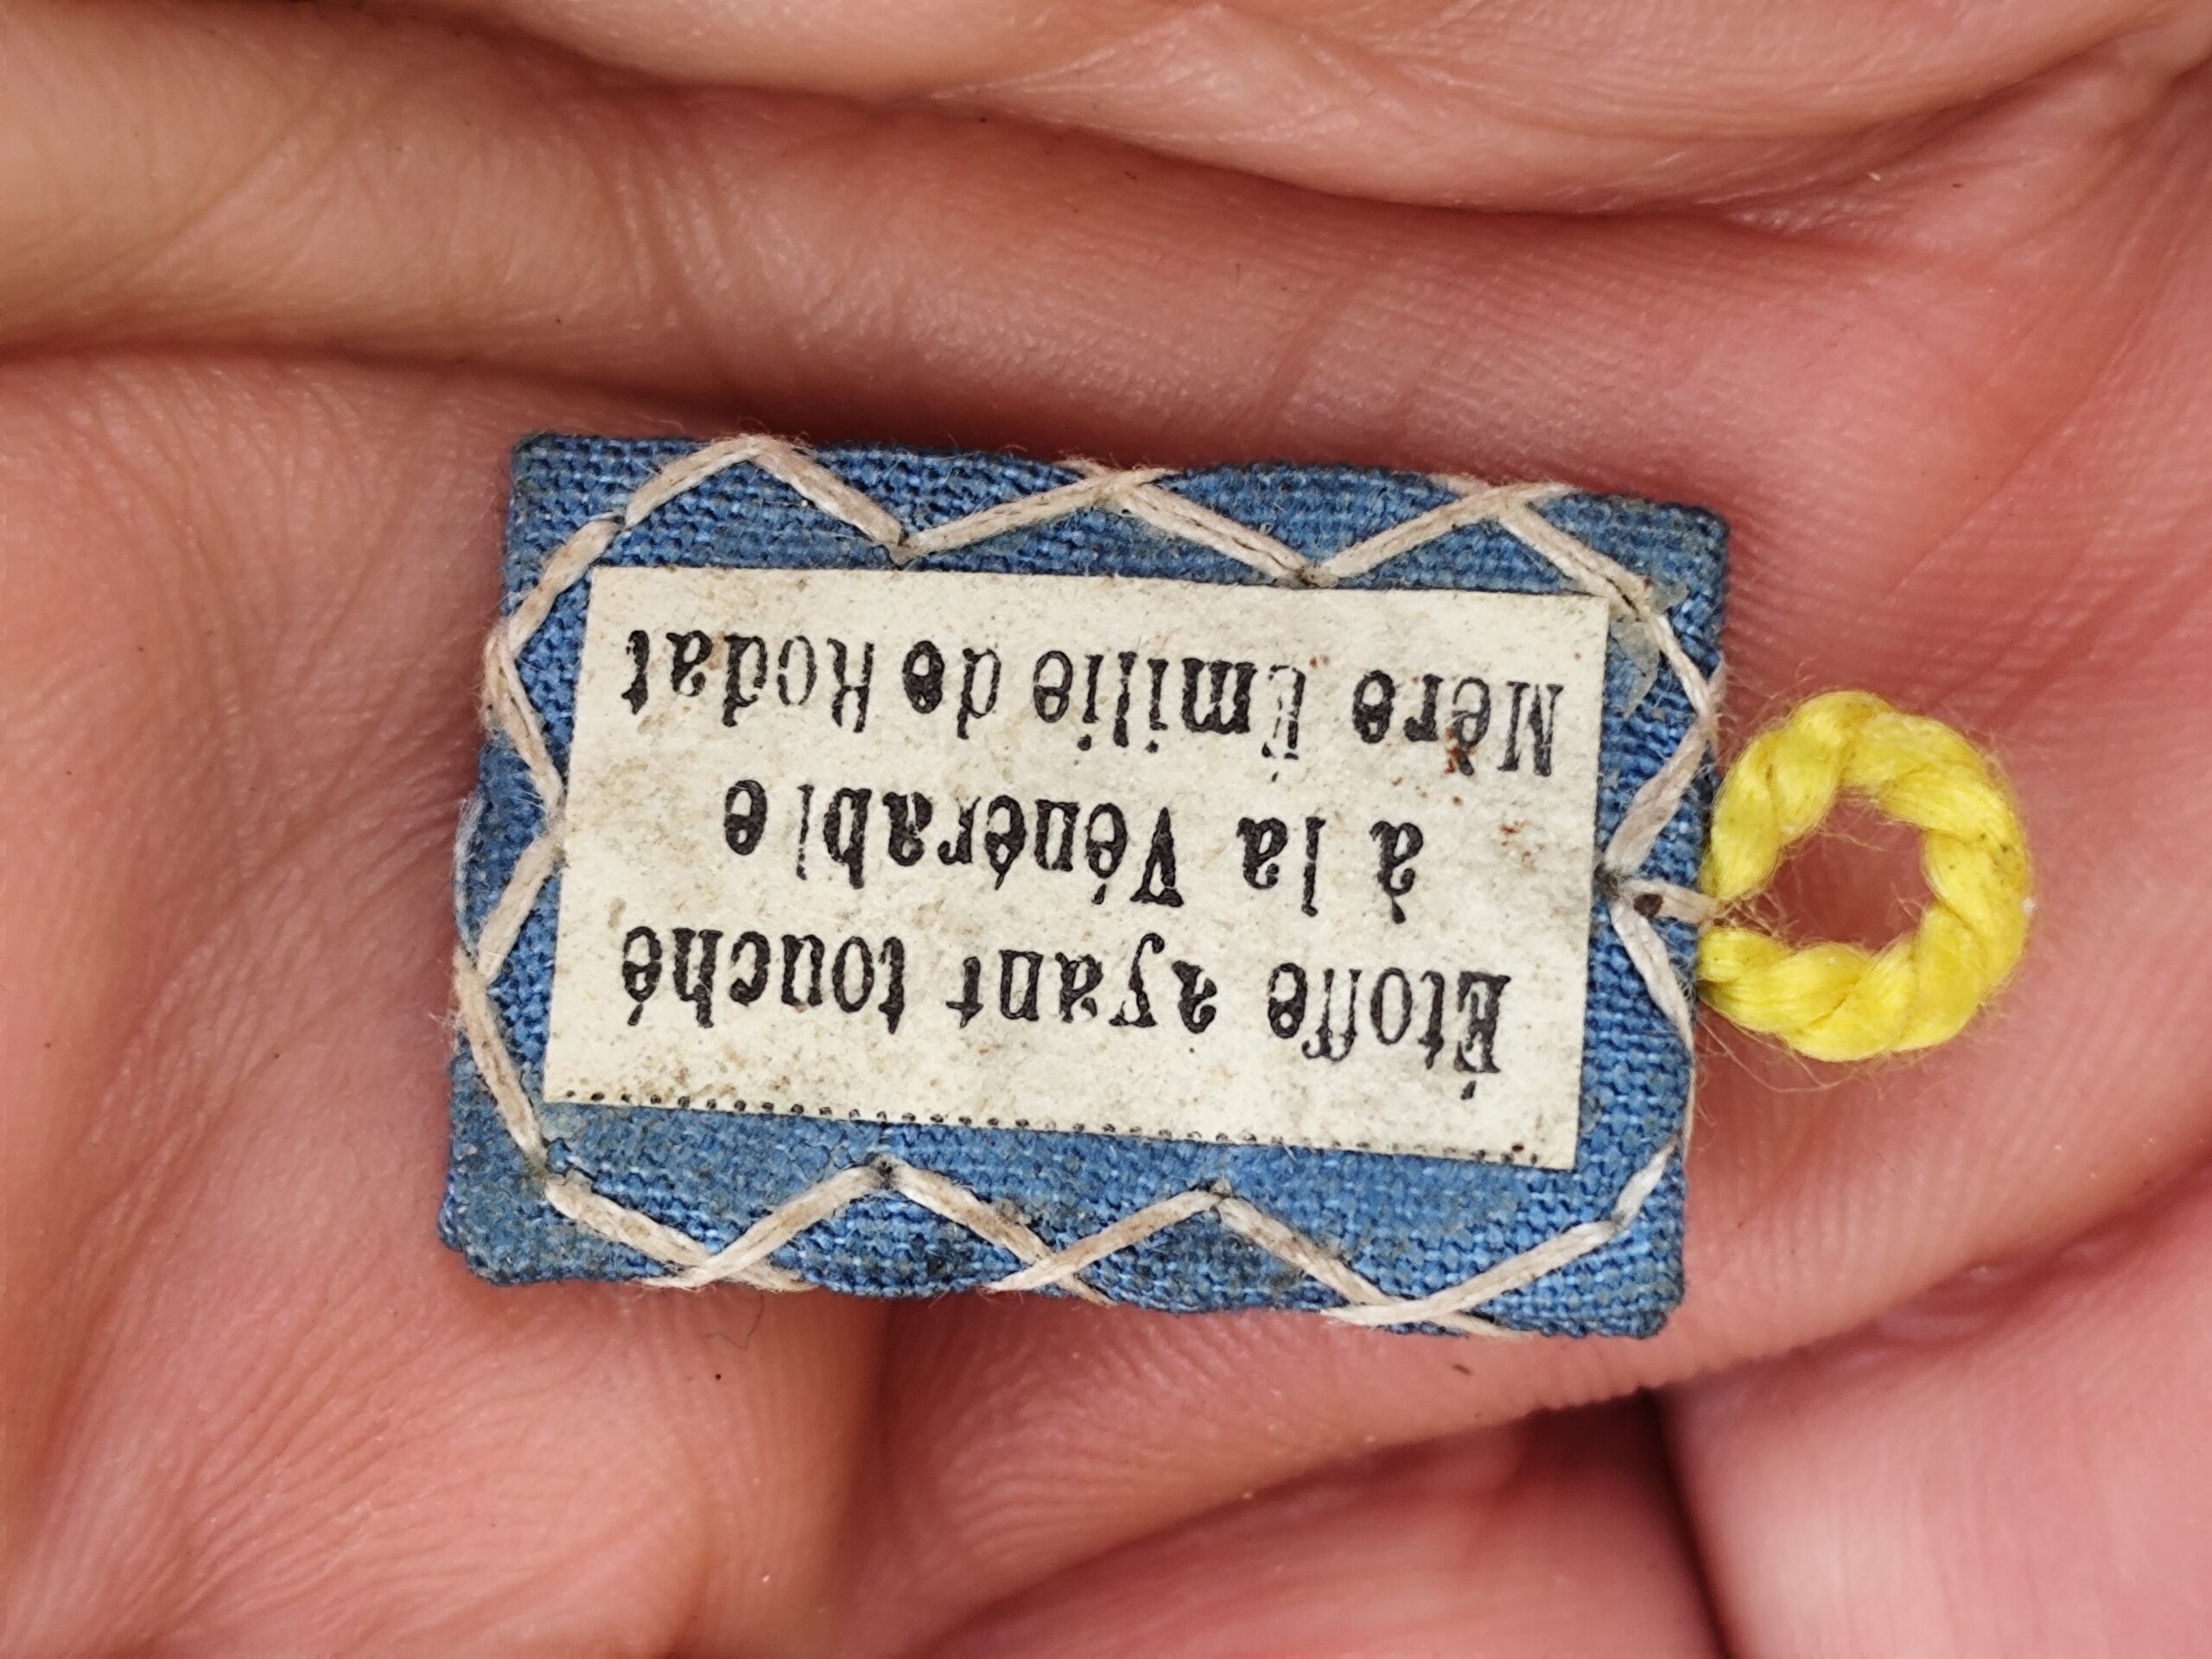 Étoffe ayant touché
à la Vénérable
Mère Émilie de Rodat